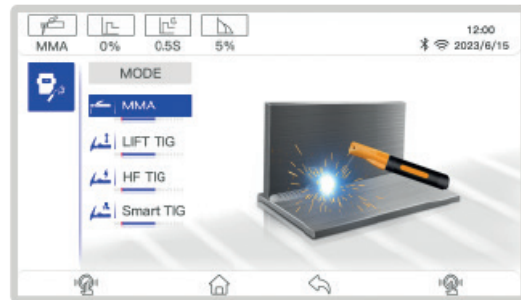 MMA 0% 0.5S 5%
12:00
2023/6/15
MODE
MMA
LIFT TIG
HF TIG
Smart TIG